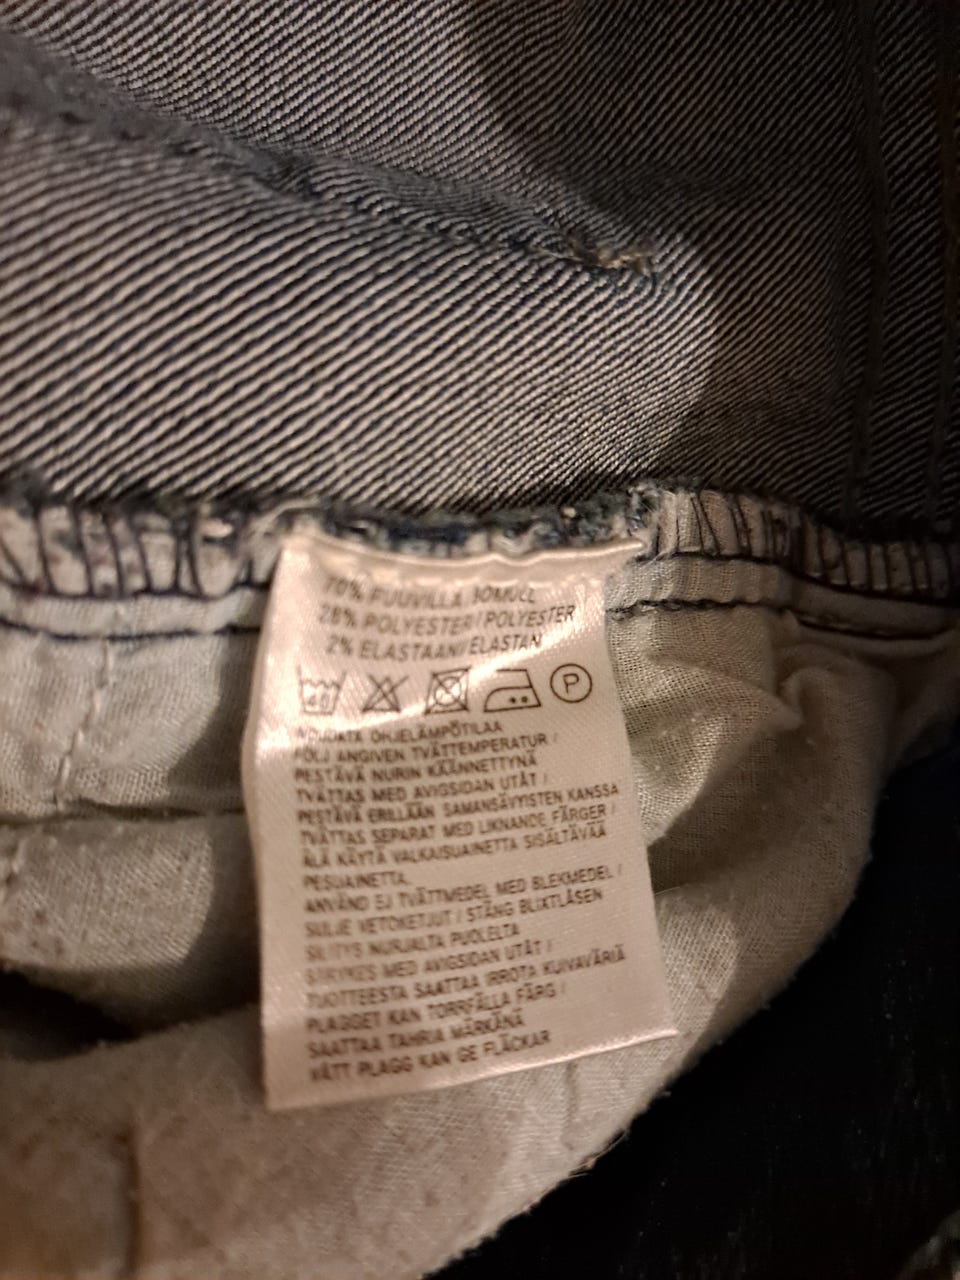 70% PUUVILLA BOMULL
28% POLYESTER/POLYESTER
2% ELASTAANI/ELASTAN
40 P
NOUDATA OHJELÄMPÖTILAA
FÖLJ ANGIVEN TVÄTTEMPERATUR /
PESTÄVÄ NURIN KÄÄNNETTYNÄ
TVÄTTAS MED AVIGSIDAN UTÅT /
PESTÄVÄ ERILLÄÄN SAMANSÄVYISTEN KANSSA
TVÄTTAS SEPARAT MED LIKNANDE FÄRGER /
ÄLÄ KÄYTÄ VALKAISUAINETTA SISÄLTÄVÄÄ
PESUAINETTA.
ANVÄND EJ TVÄTTMEDEL MED BLEKMEDEL /
SULJE VETOKETJUT / STÄNG BLIXTLÅSEN
SILITYS NURJALTA PUOLELTA
STRYKES MED AVIGSIDAN UTÅT /
TUOTTEESTA SAATTAA IRROTA KUIVAVÄRIÄ
PLAGGET KAN TORRFÄLLA FÄRG /
SAATTAA TAHRIA MÄRKÄNÄ
VÅTT PLAGG KAN GE FLÄCKAR